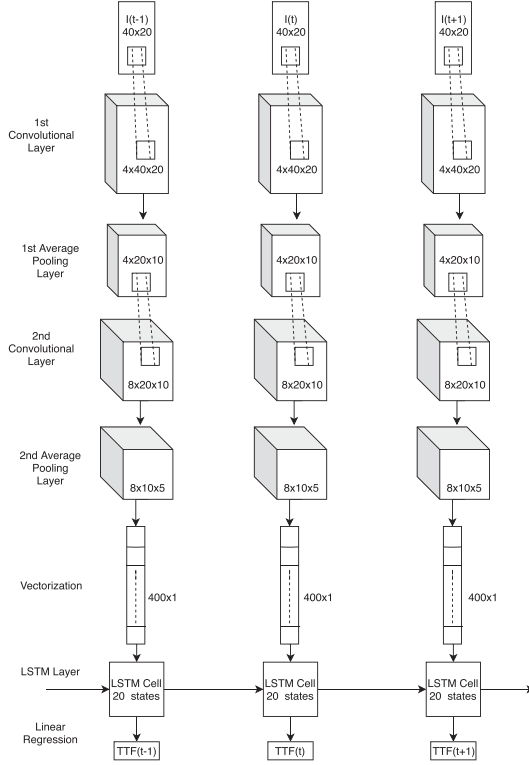 I(t-1)
40x20
I(t)
40x20
I(t+1)
40x20
1st
Convolutional
Layer
4x40x20
4x40x20
4x40x20
1st Average
Pooling
Layer
4x20x10
4x20x10
4x20x10
2nd
Convolutional
Layer
8x20x10
8x20x10
8x20x10
2nd Average
Pooling
Layer
8x10x5
8x10x5
8x10x5
Vectorization
400x1
400x1
400x1
LSTM Layer
LSTM Cell
20 states
LSTM Cell
20 states
LSTM Cell
20 states
Linear
Regression
TTF(t-1)
TTF(t)
TTF(t+1)